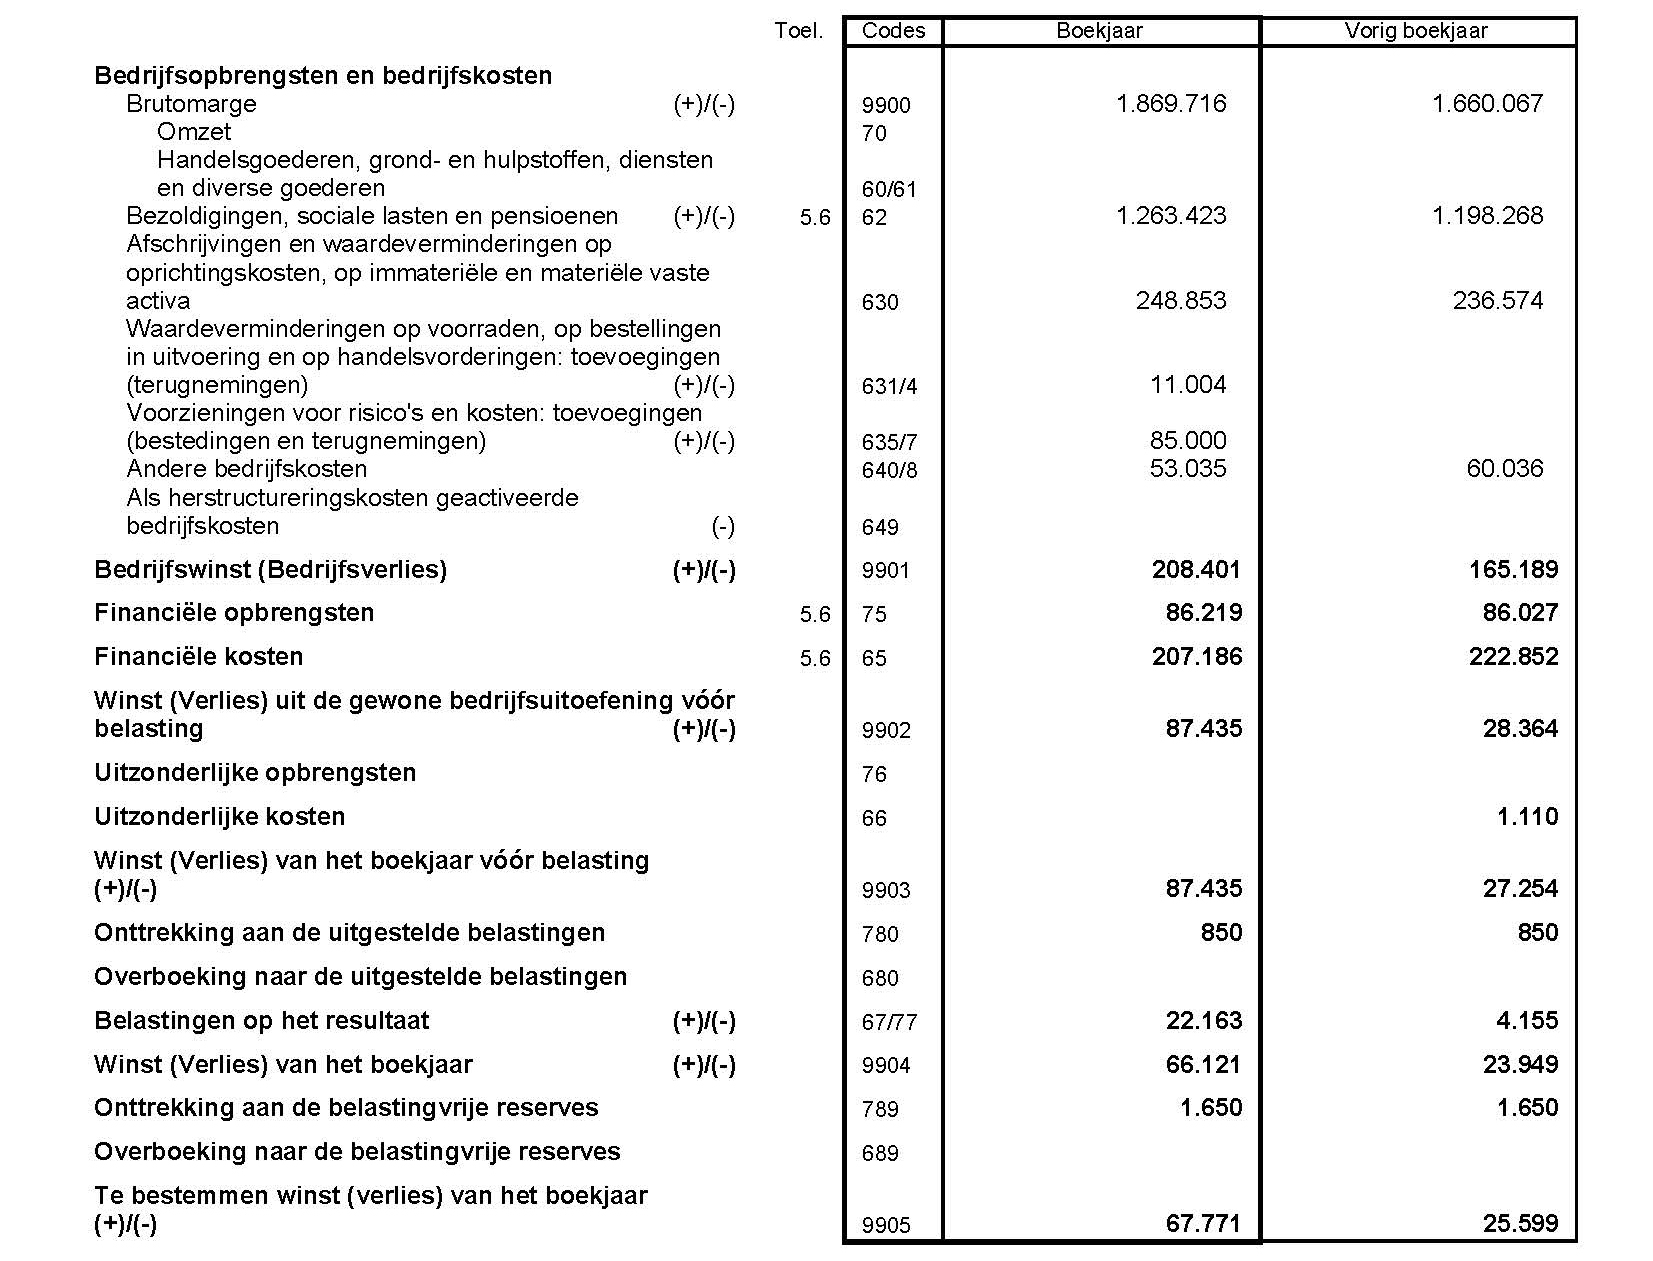 Toel. Codes Boekjaar Vorig boekjaar
Bedrijfsopbrengsten en bedrijfskosten
Brutomarge (+)/(-) 9900 1.869.716 1.660.067
Omzet 70
Handelsgoederen, grond- en hulpstoffen, diensten
en diverse goederen 60/61
Bezoldigingen, sociale lasten en pensioenen (+)/(-) 5.6 62 1.263.423 1.198.268
Afschrijvingen en waardeverminderingen op
oprichtingskosten, op immateriële en materiële vaste
activa 630 248.853 236.574
Waardeverminderingen op voorraden, op bestellingen
in uitvoering en op handelsvorderingen: toevoegingen
(terugnemingen) (+)/(-) 631/4 11.004
Voorzieningen voor risico's en kosten: toevoegingen
(bestedingen en terugnemingen) (+)/(-) 635/7 85.000
Andere bedrijfskosten 640/8 53.035 60.036
Als herstructureringskosten geactiveerde
bedrijfskosten (-) 649
Bedrijfswinst (Bedrijfsverlies) (+)/(-) 9901 208.401 165.189
Financiële opbrengsten 5.6 75 86.219 86.027
Financiële kosten 5.6 65 207.186 222.852
Winst (Verlies) uit de gewone bedrijfsuitoefening vóór
belasting (+)/(-) 9902 87.435 28.364
Uitzonderlijke opbrengsten 76
Uitzonderlijke kosten 66 1.110
Winst (Verlies) van het boekjaar vóór belasting
(+)/(-) 9903 87.435 27.254
Onttrekking aan de uitgestelde belastingen 780 850 850
Overboeking naar de uitgestelde belastingen 680
Belastingen op het resultaat (+)/(-) 67/77 22.163 4.155
Winst (Verlies) van het boekjaar (+)/(-) 9904 66.121 23.949
Onttrekking aan de belastingvrije reserves 789 1.650 1.650
Overboeking naar de belastingvrije reserves 689
Te bestemmen winst (verlies) van het boekjaar
(+)/(-) 9905 67.771 25.599